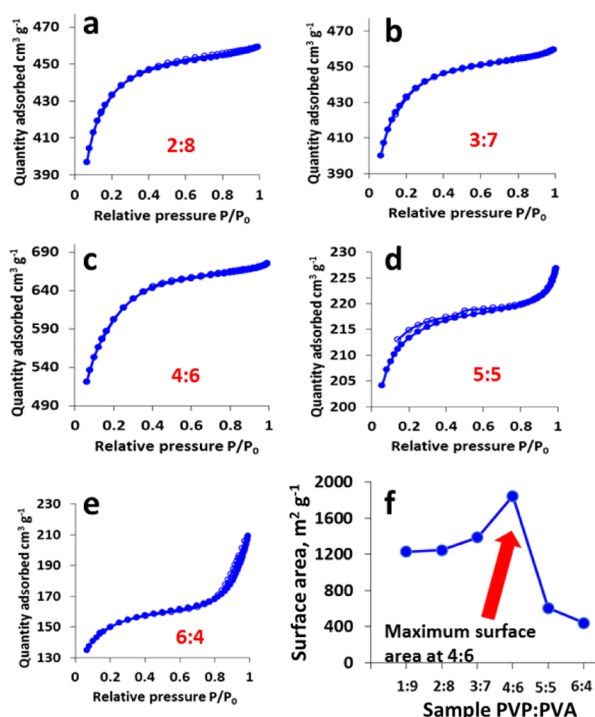 a
Quantity adsorbed cm³ g⁻¹
470
450
430
410
390
2:8
0 0.2 0.4 0.6 0.8 1
Relative pressure P/P₀
b
Quantity adsorbed cm³ g⁻¹
470
450
430
410
390
3:7
0 0.2 0.4 0.6 0.8 1
Relative pressure P/P₀
c
Quantity adsorbed cm³ g⁻¹
690
640
590
540
490
4:6
0 0.2 0.4 0.6 0.8 1
Relative pressure P/P₀
d
Quantity adsorbed cm³ g⁻¹
230
225
220
215
210
205
200
5:5
0 0.2 0.4 0.6 0.8 1
Relative pressure P/P₀
e
Quantity adsorbed cm³ g⁻¹
230
210
190
170
150
130
6:4
0 0.2 0.4 0.6 0.8 1
Relative pressure P/P₀
f
Surface area, m² g⁻¹
2000
1600
1200
800
400
0
Maximum surface
area at 4:6
1:9 2:8 3:7 4:6 5:5 6:4
Sample PVP:PVA